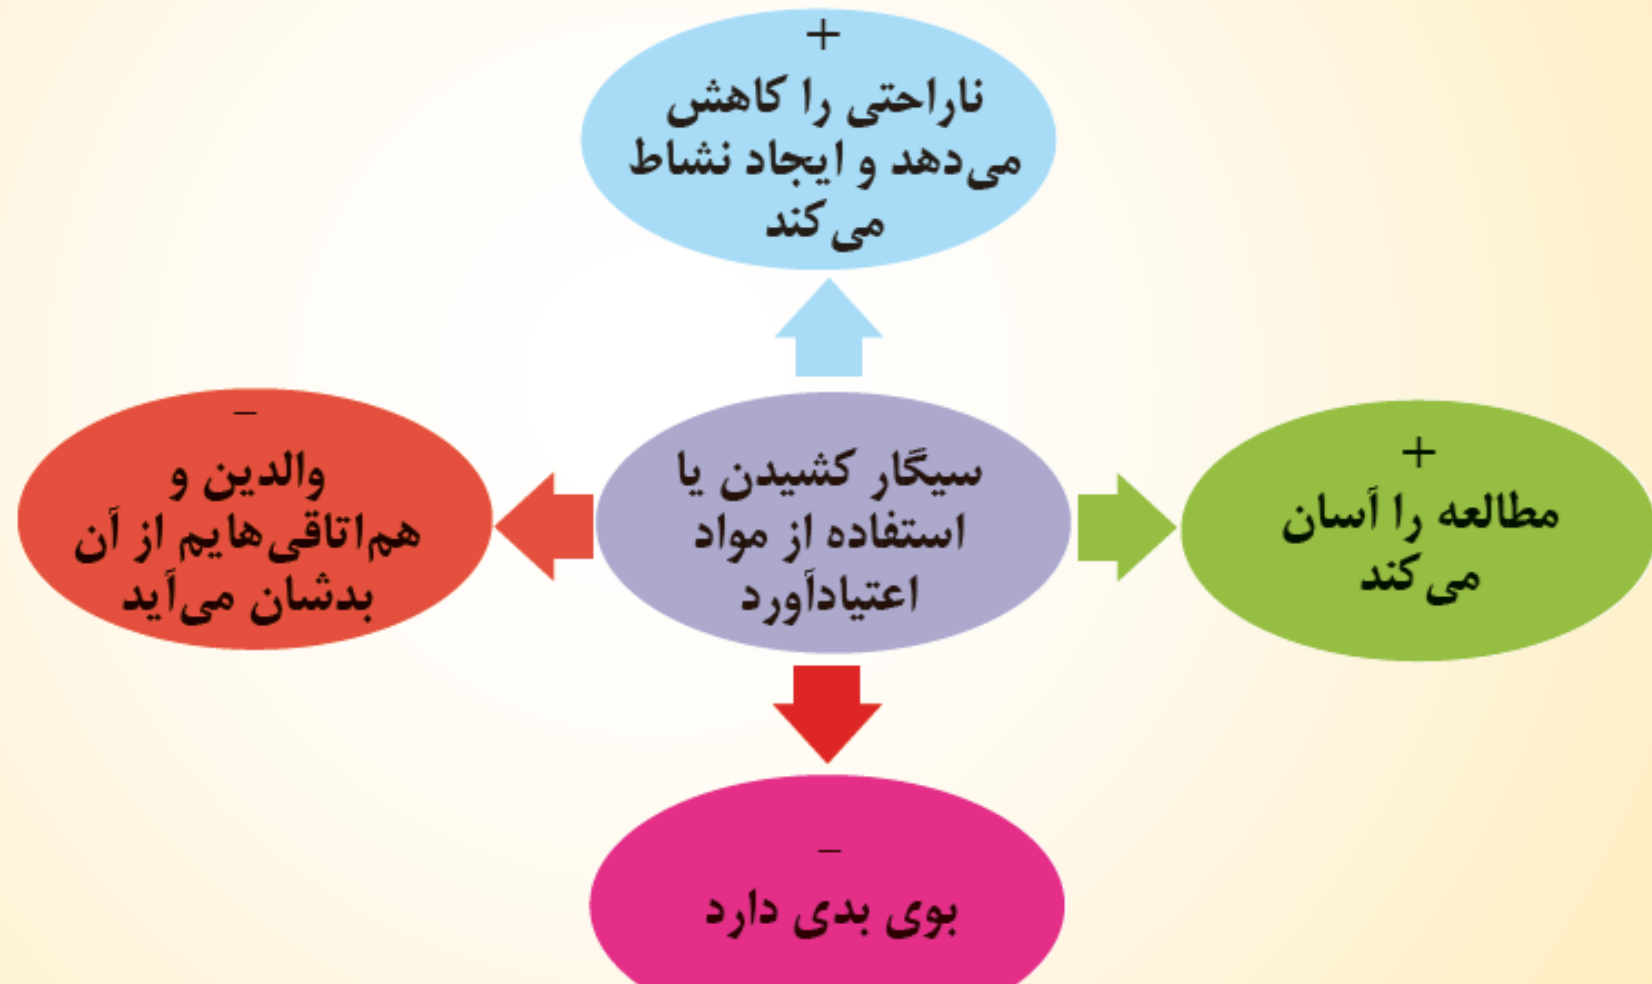 +
ناراحتی را کاهش
می‌دهد و ایجاد نشاط
می‌کند
+
مطالعه را آسان
می‌کند
سیگار کشیدن یا
استفاده از مواد
اعتیادآورد
–
والدین و
هم‌اتاقی‌هایم از آن
بدشان می‌آید
–
بوی بدی دارد